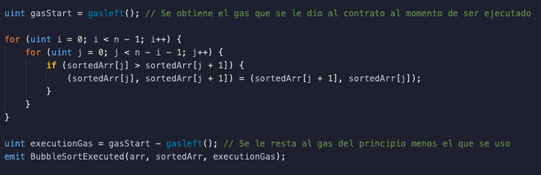 uint gasStart = gasleft(); // Se obtiene el gas que se le dio al contrato al momento de ser ejecutado
for (uint i = 0; i < n - 1; i++) {
for (uint j = 0; j < n - i - 1; j++) {
if (sortedArr[j] > sortedArr[j + 1]) {
(sortedArr[j], sortedArr[j + 1]) = (sortedArr[j + 1], sortedArr[j]);
}
}
}
uint executionGas = gasStart - gasleft(); // Se le resta al gas del principio menos el que se uso
emit BubbleSortExecuted(arr, sortedArr, executionGas);